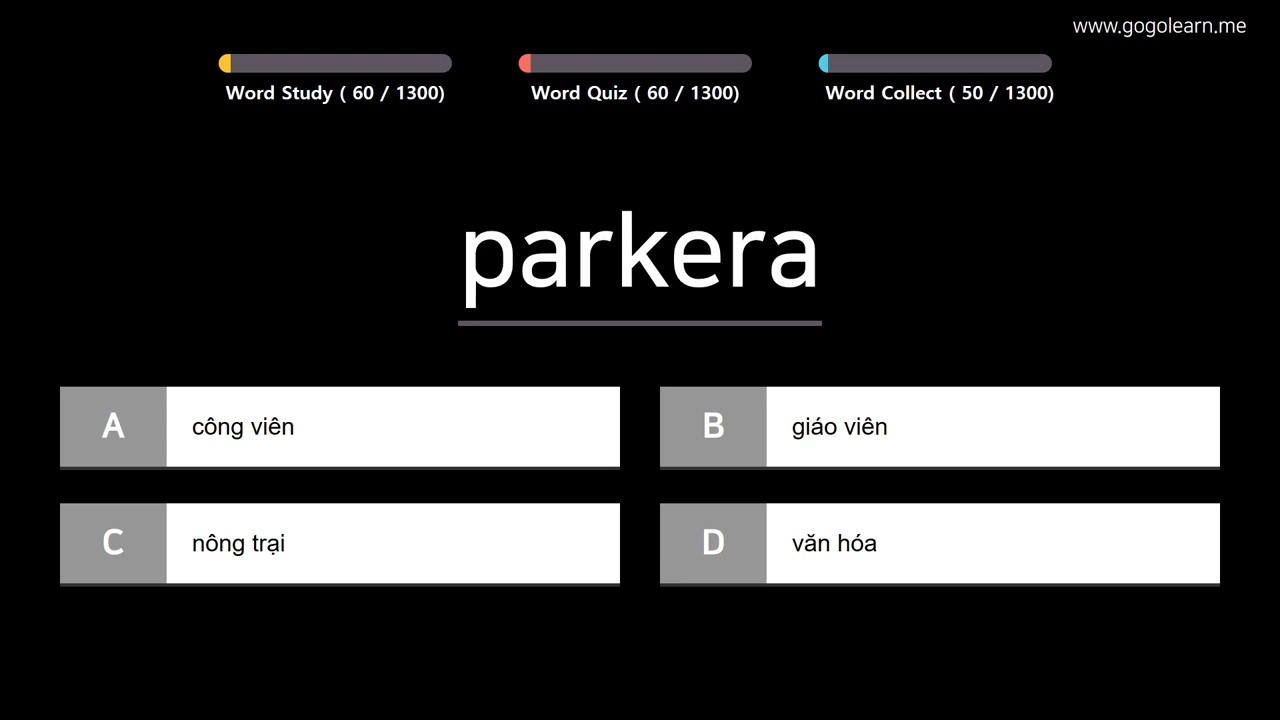 www.gogolearn.me
Word Study ( 60 / 1300)
Word Quiz ( 60 / 1300)
Word Collect ( 50 / 1300)
parkera
A công viên
B giáo viên
C nông trại
D văn hóa